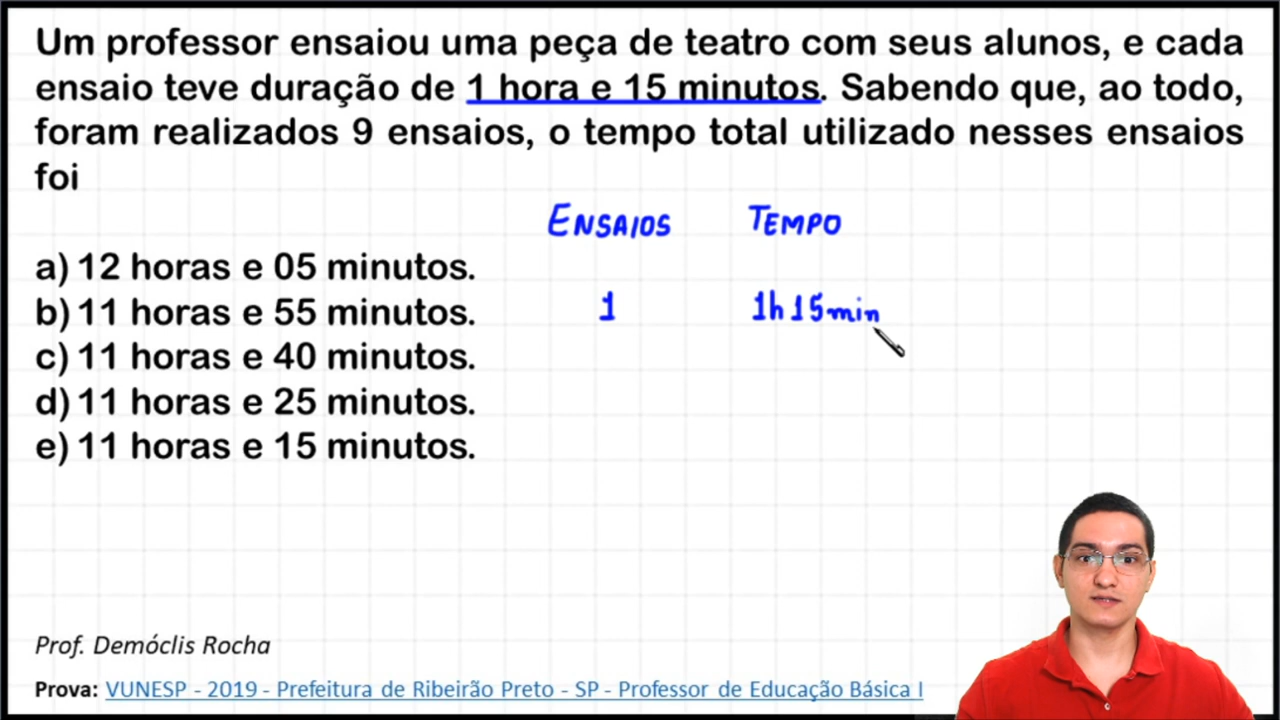 Um professor ensaiou uma peça de teatro com seus alunos, e cada
ensaio teve duração de 1 hora e 15 minutos. Sabendo que, ao todo,
foram realizados 9 ensaios, o tempo total utilizado nesses ensaios
foi
ENSAIOS TEMPO
a) 12 horas e 05 minutos.
b) 11 horas e 55 minutos. 1 1h15min
c) 11 horas e 40 minutos.
d) 11 horas e 25 minutos.
e) 11 horas e 15 minutos.
Prof. Demóclis Rocha
Prova: VUNESP - 2019 - Prefeitura de Ribeirão Preto - SP - Professor de Educação Básica I